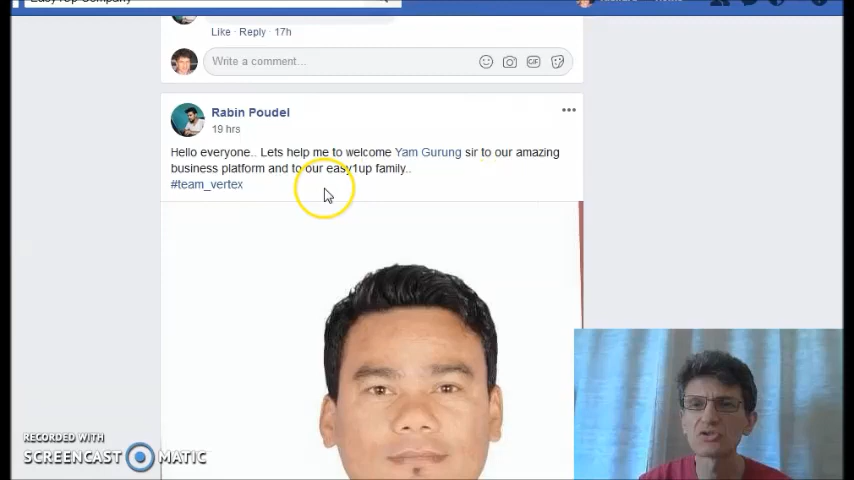 Like · Reply · 17h
Write a comment...
GIF
Rabin Poudel
19 hrs
Hello everyone.. Lets help me to welcome Yam Gurung sir to our amazing
business platform and to our easy1up family..
#team_vertex
RECORDED WITH
SCREENCAST MATIC